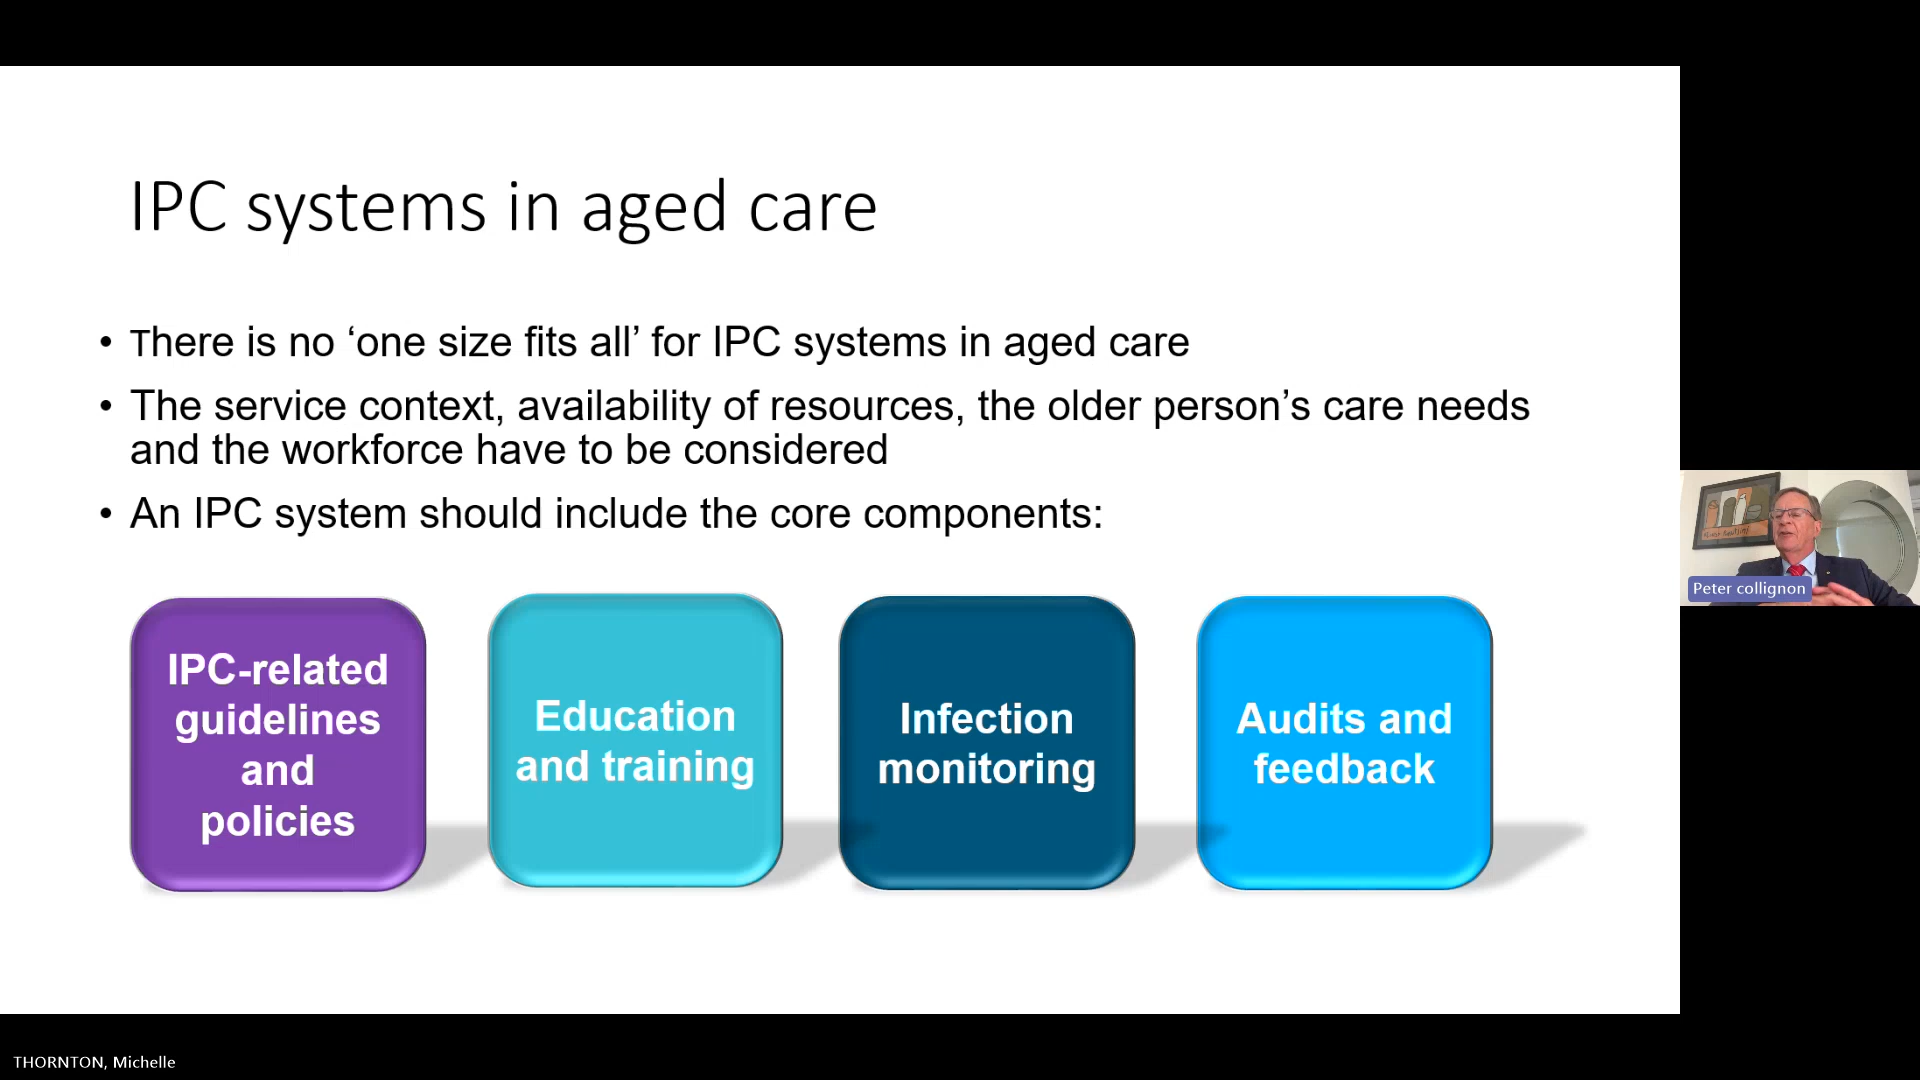 IPC systems in aged care
• There is no ‘one size fits all’ for IPC systems in aged care
• The service context, availability of resources, the older person’s care needs
and the workforce have to be considered
• An IPC system should include the core components:
IPC-related
guidelines
and
policies
Education
and training
Infection
monitoring
Audits and
feedback
Peter collignon
THORNTON, Michelle